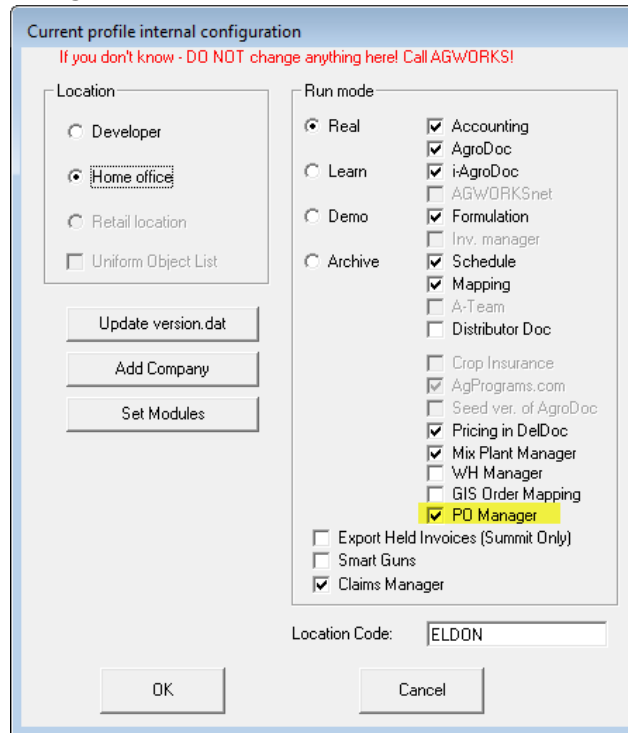 Current profile internal configuration
If you don't know - DO NOT change anything here! Call AGWORKS!
Location
Developer
Home office
Retail location
Uniform Object List
Update version.dat
Add Company
Set Modules
Run mode
Real
Learn
Demo
Archive
Accounting
AgroDoc
i-AgroDoc
AGWORKSnet
Formulation
Inv. manager
Schedule
Mapping
A-Team
Distributor Doc
Crop Insurance
AgPrograms.com
Seed ver. of AgroDoc
Pricing in DelDoc
Mix Plant Manager
WH Manager
GIS Order Mapping
PO Manager
Export Held Invoices (Summit Only)
Smart Guns
Claims Manager
Location Code: ELDON
OK
Cancel